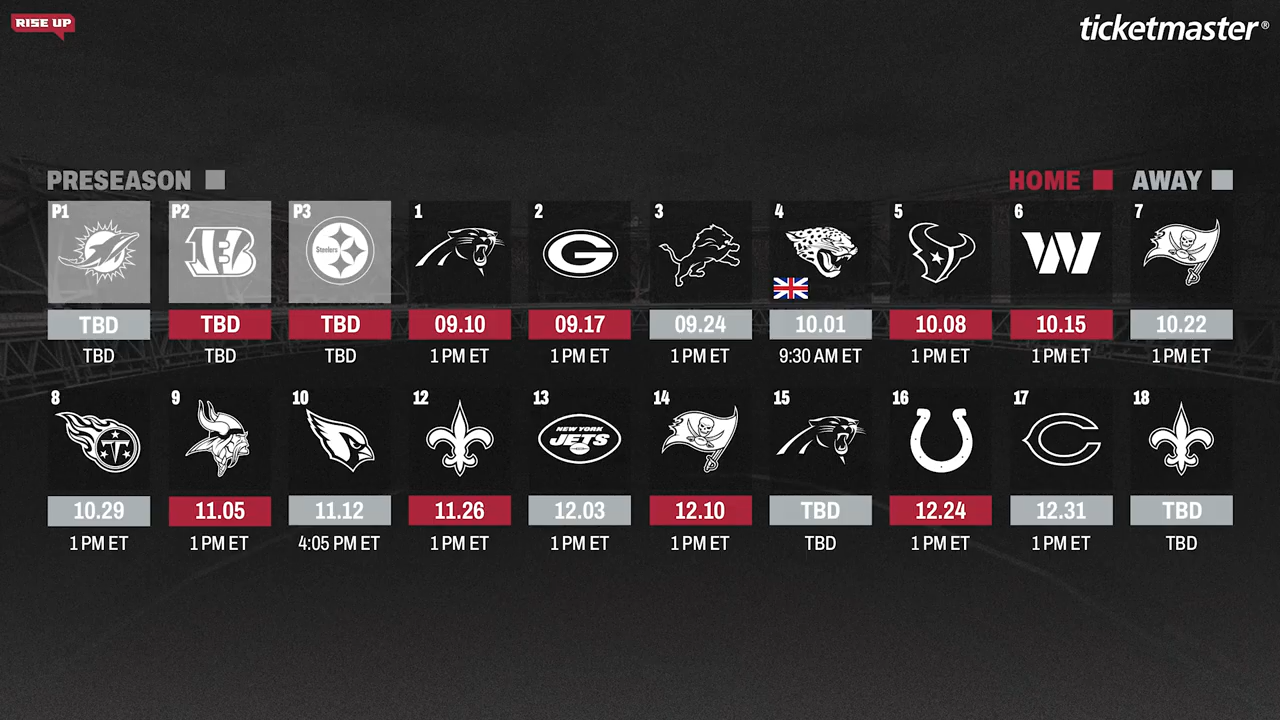 RISE UP
ticketmaster®
PRESEASON
HOME AWAY
P1 P2 P3 1 2 3 4 5 6 7
Steelers
TBD TBD TBD 09.10 09.17 09.24 10.01 10.08 10.15 10.22
TBD TBD TBD 1 PM ET 1 PM ET 1 PM ET 9:30 AM ET 1 PM ET 1 PM ET 1 PM ET
8 9 10 12 13 14 15 16 17 18
NEW YORK
JETS
10.29 11.05 11.12 11.26 12.03 12.10 TBD 12.24 12.31 TBD
1 PM ET 1 PM ET 4:05 PM ET 1 PM ET 1 PM ET 1 PM ET TBD 1 PM ET 1 PM ET TBD